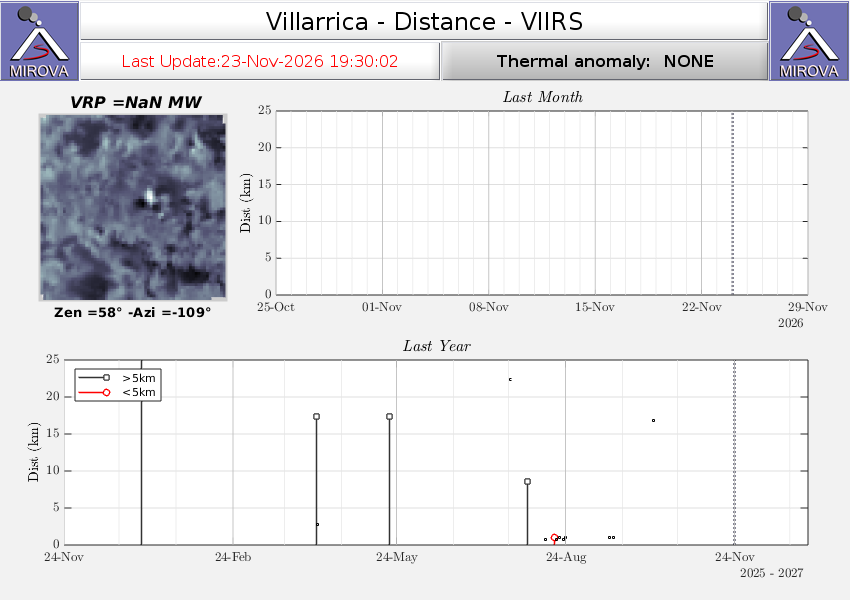 Villarrica - Distance - VIIRS
MIROVA
Last Update:23-Nov-2026 19:30:02
Thermal anomaly: NONE
MIROVA
VRP =NaN MW
Zen =58° -Azi =-109°
Last Month
Dist (km)
25
20
15
10
5
0
25-Oct 01-Nov 08-Nov 15-Nov 22-Nov 29-Nov
2026
Last Year
Dist (km)
25
20
15
10
5
0
>5km
<5km
24-Nov 24-Feb 24-May 24-Aug 24-Nov
2025 - 2027